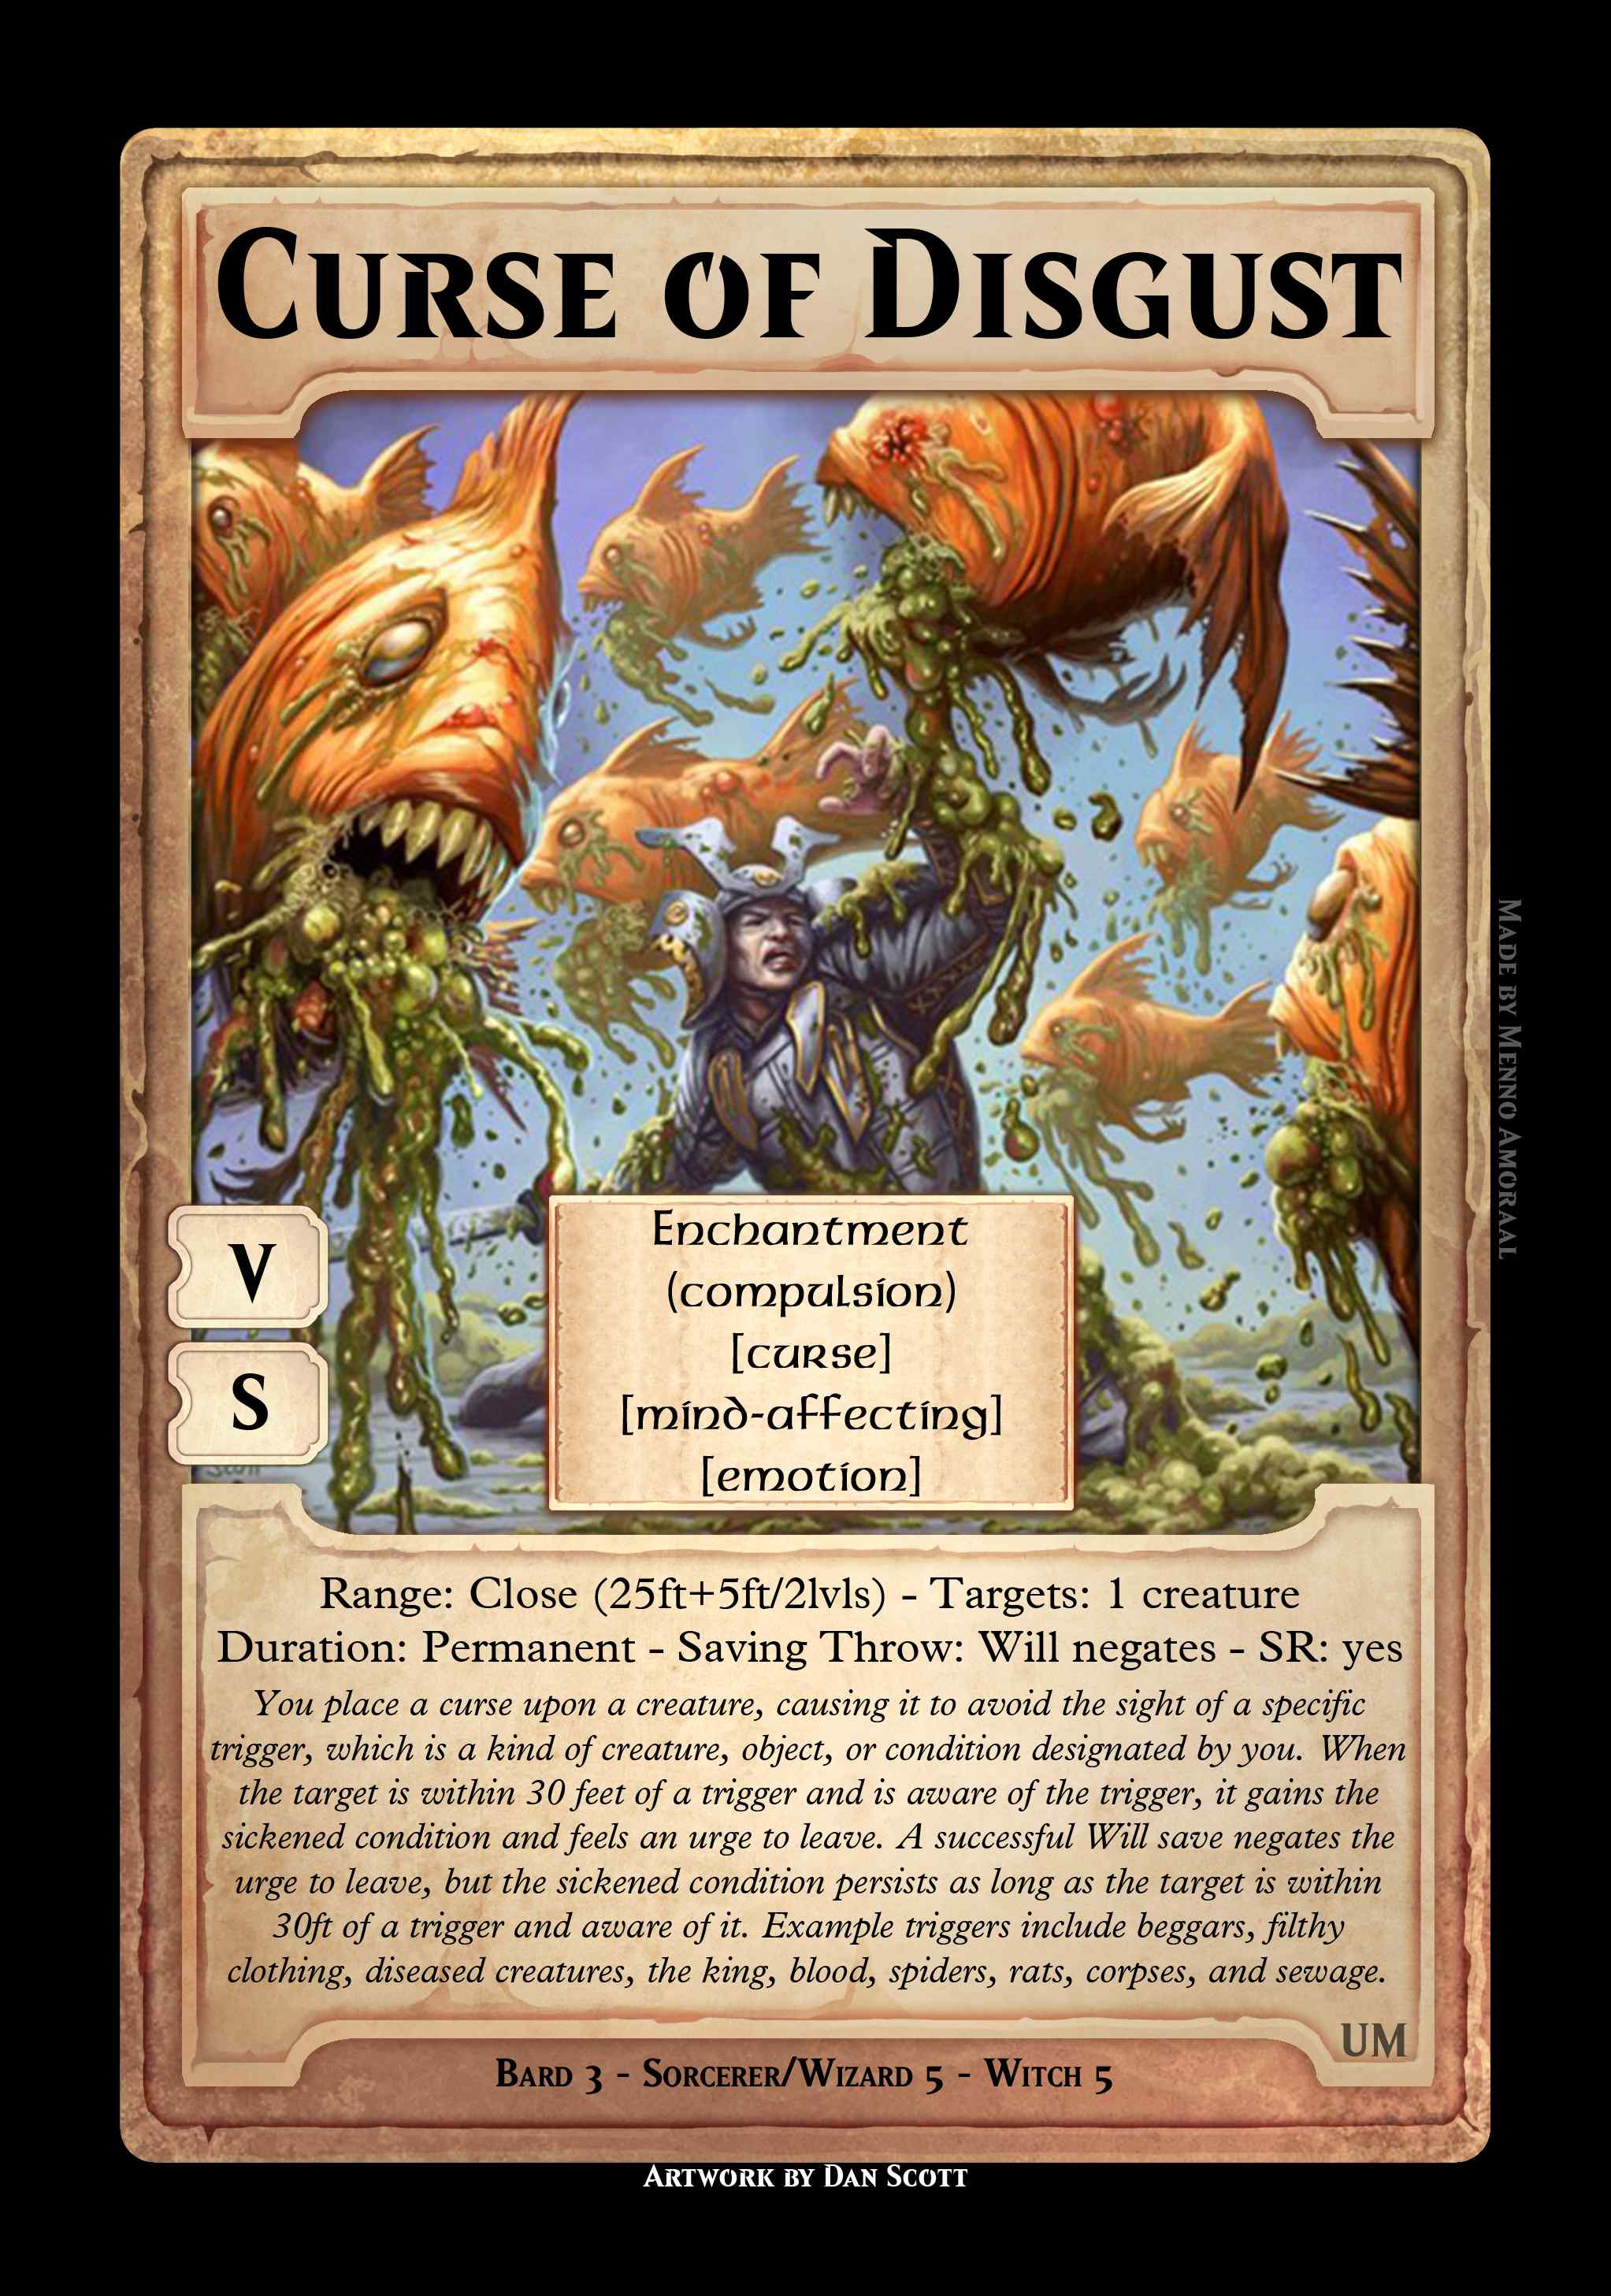 Curse of Disgust
V
S
Enchantment
(compulsion)
[curse]
[mind-affecting]
[emotion]
Range: Close (25ft+5ft/2lvls) - Targets: 1 creature
Duration: Permanent - Saving Throw: Will negates - SR: yes
You place a curse upon a creature, causing it to avoid the sight of a specific
trigger, which is a kind of creature, object, or condition designated by you. When
the target is within 30 feet of a trigger and is aware of the trigger, it gains the
sickened condition and feels an urge to leave. A successful Will save negates the
urge to leave, but the sickened condition persists as long as the target is within
30ft of a trigger and aware of it. Example triggers include beggars, filthy
clothing, diseased creatures, the king, blood, spiders, rats, corpses, and sewage.
UM
Bard 3 - Sorcerer/Wizard 5 - Witch 5
Artwork by Dan Scott
Made by Menno Amoraal